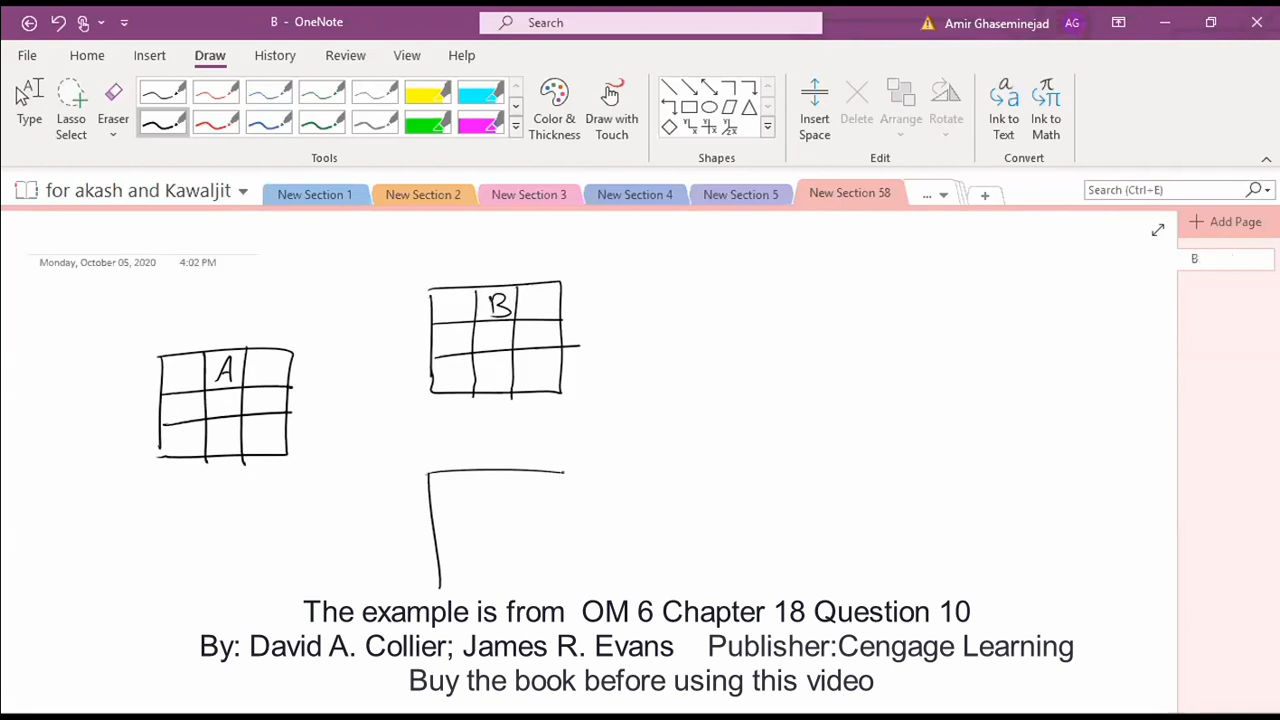 B - OneNote
Search
Amir Ghaseminejad
AG
File
Home
Insert
Draw
History
Review
View
Help
Type
Lasso Select
Eraser
Color & Thickness
Draw with Touch
Insert Space
Delete
Arrange
Rotate
Ink to Text
Ink to Math
Tools
Shapes
Edit
Convert
for akash and Kawaljit
New Section 1
New Section 2
New Section 3
New Section 4
New Section 5
New Section 58
...
Search (Ctrl+E)
Add Page
B
Monday, October 05, 2020
4:02 PM
B
A
The example is from OM 6 Chapter 18 Question 10
By: David A. Collier; James R. Evans Publisher:Cengage Learning
Buy the book before using this video